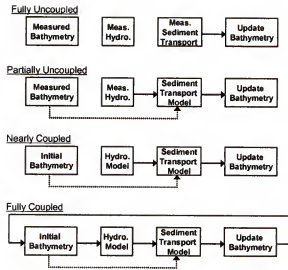 Fully Uncoupled
Measured Bathymetry
Meas. Hydro.
Meas. Sediment Transport
Update Bathymetry
Partially Uncoupled
Measured Bathymetry
Meas. Hydro.
Sediment Transport Model
Update Bathymetry
Nearly Coupled
Initial Bathymetry
Hydro. Model
Sediment Transport Model
Update Bathymetry
Fully Coupled
Initial Bathymetry
Hydro. Model
Sediment Transport Model
Update Bathymetry